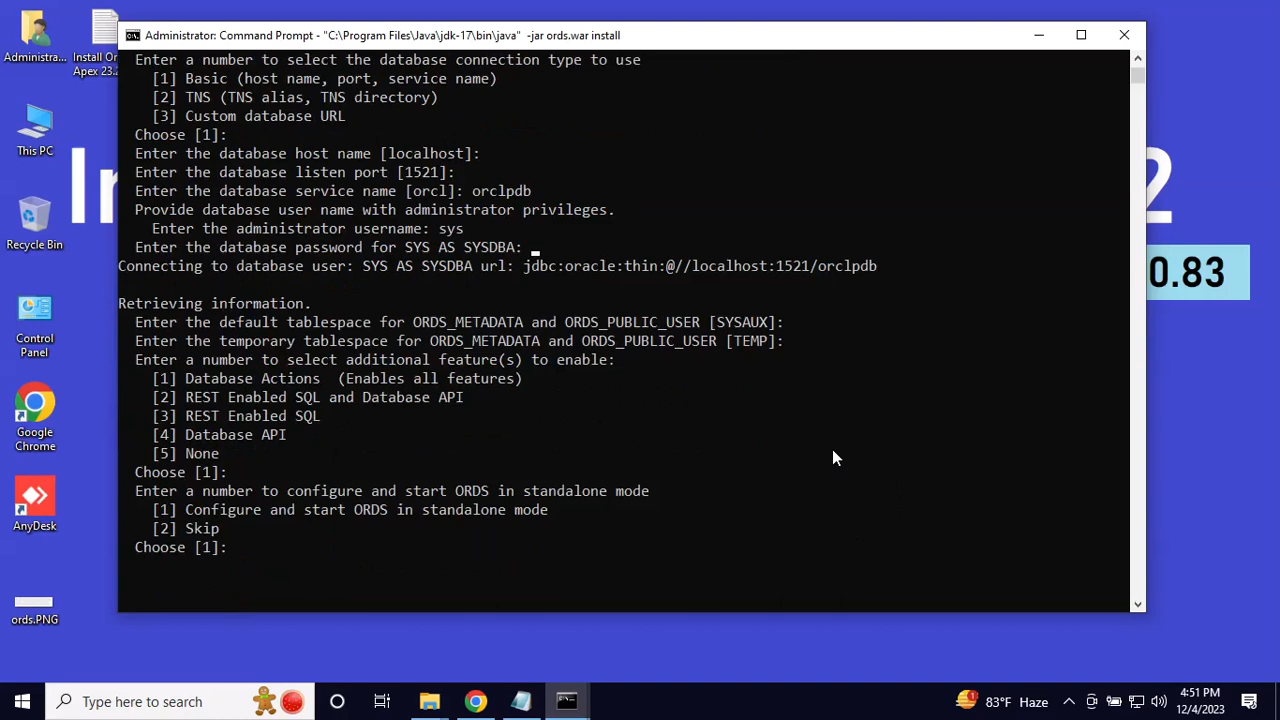 Administra...
Install Or
Apex 23.2
This PC
Recycle Bin
Control
Panel
Google
Chrome
AnyDesk
ords.PNG
In
2
0.83
Administrator: Command Prompt - "C:\Program Files\Java\jdk-17\bin\java"  -jar ords.war install
Enter a number to select the database connection type to use
[1] Basic (host name, port, service name)
[2] TNS (TNS alias, TNS directory)
[3] Custom database URL
Choose [1]:
Enter the database host name [localhost]:
Enter the database listen port [1521]:
Enter the database service name [orcl]: orclpdb
Provide database user name with administrator privileges.
Enter the administrator username: sys
Enter the database password for SYS AS SYSDBA: _
Connecting to database user: SYS AS SYSDBA url: jdbc:oracle:thin:@//localhost:1521/orclpdb
Retrieving information.
Enter the default tablespace for ORDS_METADATA and ORDS_PUBLIC_USER [SYSAUX]:
Enter the temporary tablespace for ORDS_METADATA and ORDS_PUBLIC_USER [TEMP]:
Enter a number to select additional feature(s) to enable:
[1] Database Actions  (Enables all features)
[2] REST Enabled SQL and Database API
[3] REST Enabled SQL
[4] Database API
[5] None
Choose [1]:
Enter a number to configure and start ORDS in standalone mode
[1] Configure and start ORDS in standalone mode
[2] Skip
Choose [1]:
Type here to search
83°F Haze
4:51 PM
12/4/2023